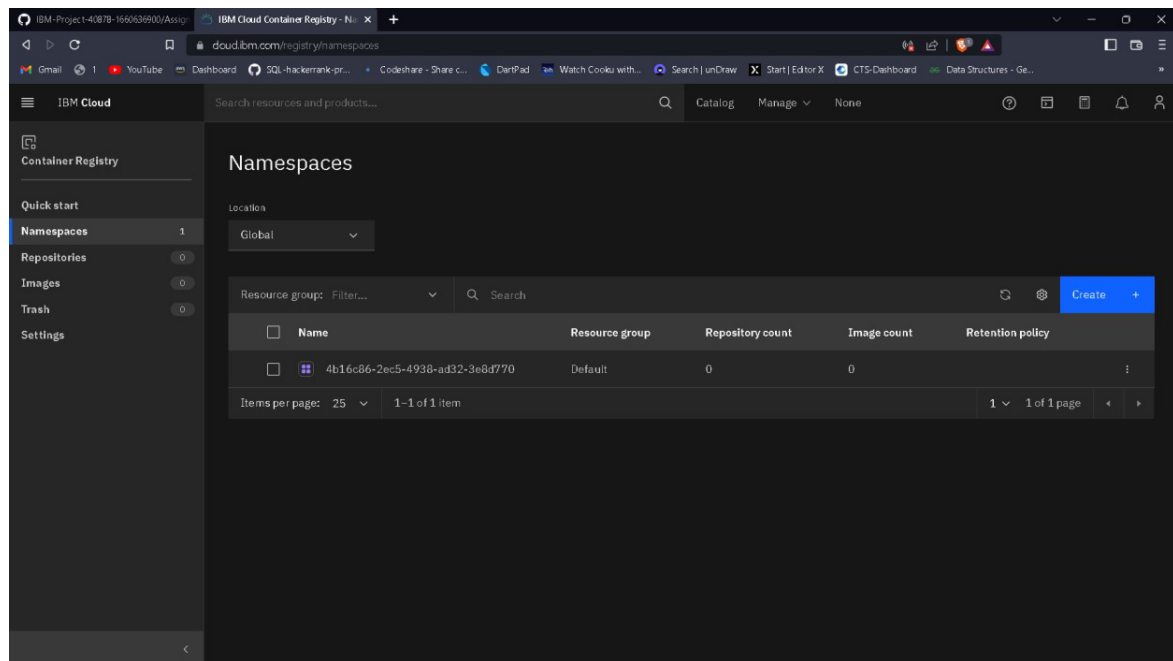 IBM-Project-40878-1660636900/Assign
IBM Cloud Container Registry - Na
cloud.ibm.com/registry/namespaces
Gmail 1 YouTube Dashboard SQL-hackerrank-pr... Codeshare - Share c... DartPad Watch Cooku with... Search | unDraw Start | Editor X CTS-Dashboard Data Structures - Ge... »
IBM Cloud Search resources and products... Catalog Manage None
Container Registry
Quick start
Namespaces 1
Repositories 0
Images 0
Trash 0
Settings
Namespaces
Location
Global
Resource group: Filter... Search Create +
Name Resource group Repository count Image count Retention policy
4b16c86-2ec5-4938-ad32-3e8d770 Default 0 0
Items per page: 25 1–1 of 1 item 1 1 of 1 page